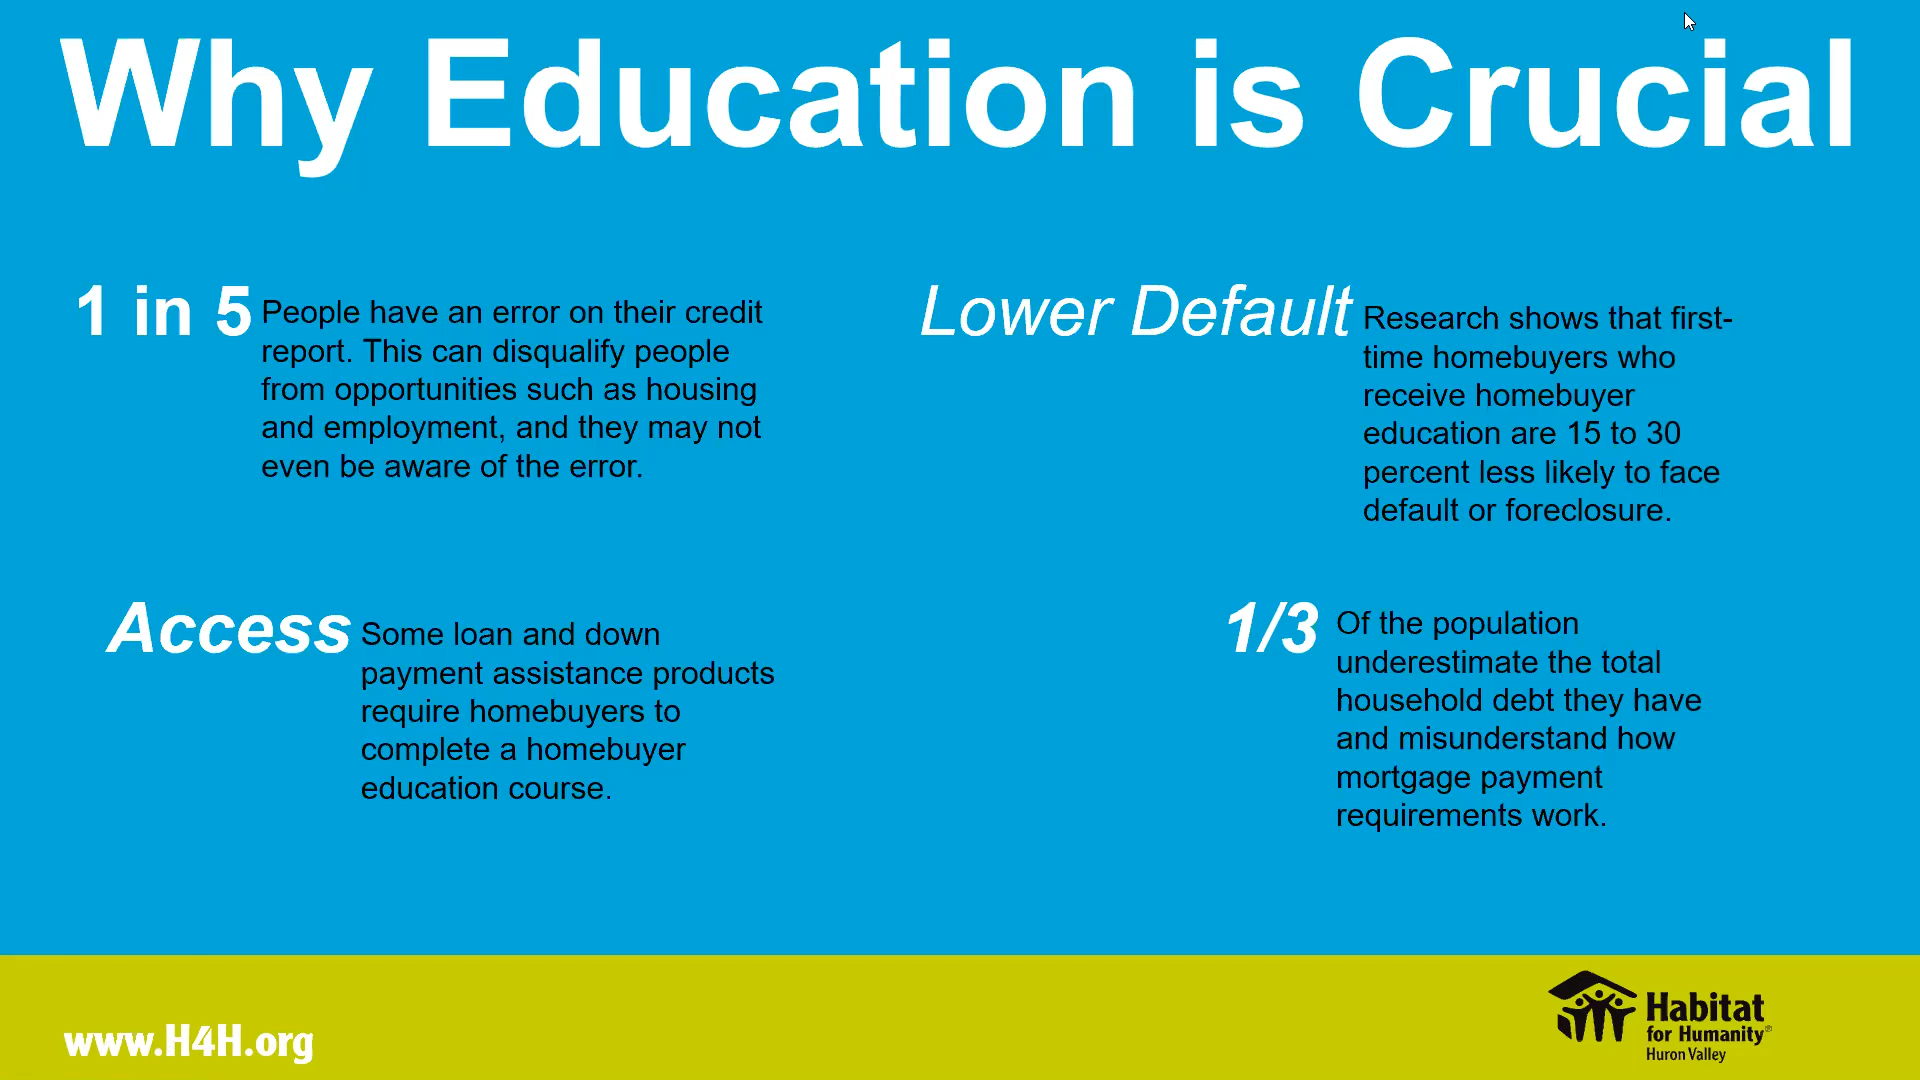 Why Education is Crucial
1 in 5
People have an error on their credit
report. This can disqualify people
from opportunities such as housing
and employment, and they may not
even be aware of the error.
Lower Default
Research shows that first-
time homebuyers who
receive homebuyer
education are 15 to 30
percent less likely to face
default or foreclosure.
Access
Some loan and down
payment assistance products
require homebuyers to
complete a homebuyer
education course.
1/3
Of the population
underestimate the total
household debt they have
and misunderstand how
mortgage payment
requirements work.
www.H4H.org
Habitat
for Humanity®
Huron Valley